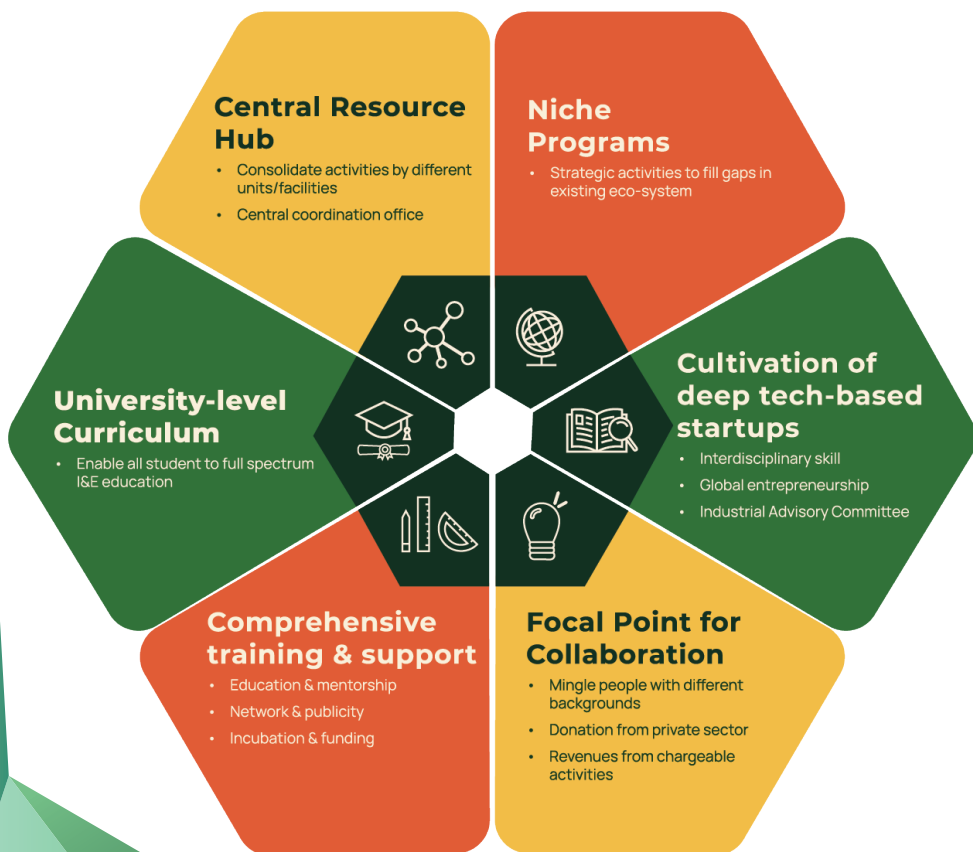 Central Resource
Hub
• Consolidate activities by different
units/facilities
• Central coordination office
Niche
Programs
• Strategic activities to fill gaps in
existing eco-system
University-level
Curriculum
• Enable all student to full spectrum
I&E education
Cultivation of
deep tech-based
startups
• Interdisciplinary skill
• Global entrepreneurship
• Industrial Advisory Committee
Comprehensive
training & support
• Education & mentorship
• Network & publicity
• Incubation & funding
Focal Point for
Collaboration
• Mingle people with different
backgrounds
• Donation from private sector
• Revenues from chargeable
activities